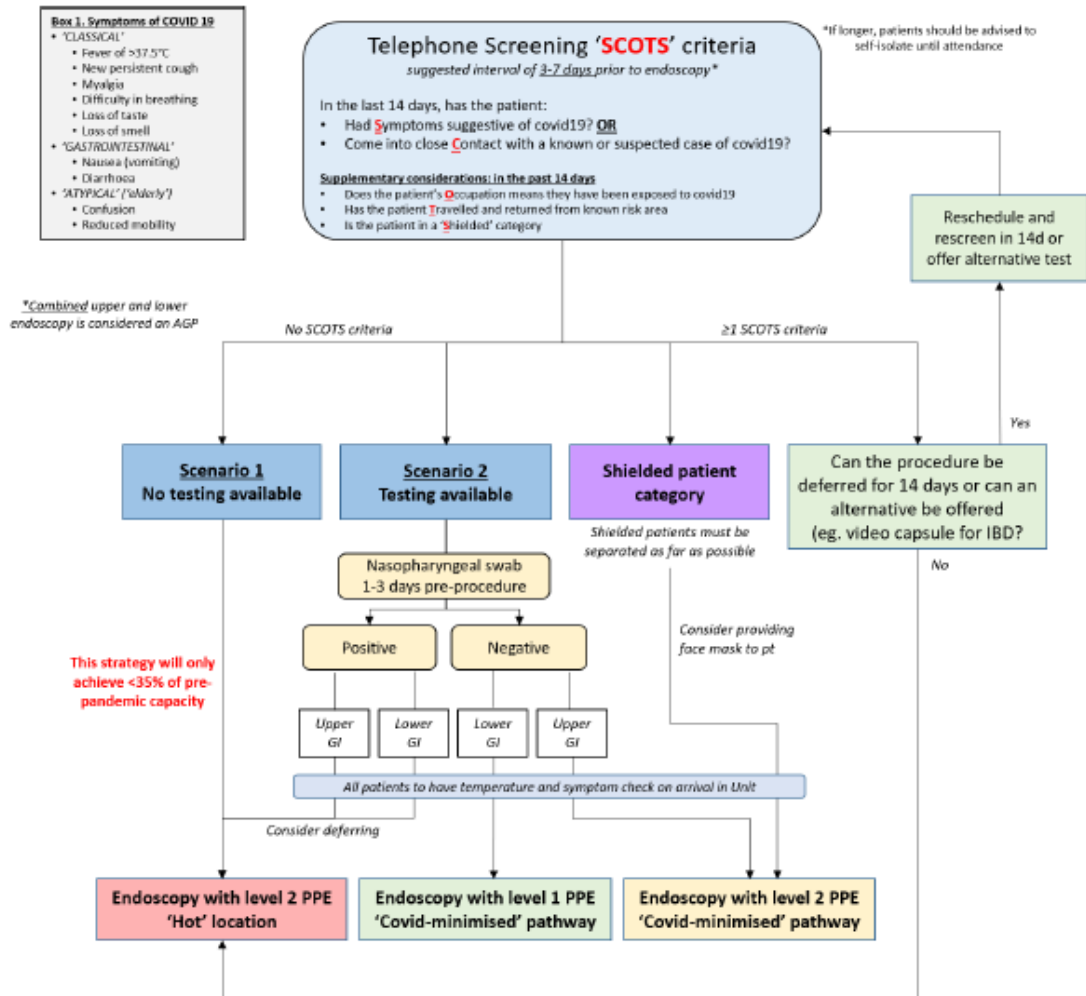 Box 1. Symptoms of COVID 19
• 'CLASSICAL'
• Fever of >37.5°C
• New persistent cough
• Myalgia
• Difficulty in breathing
• Loss of taste
• Loss of smell
• 'GASTROINTESTINAL'
• Nausea (vomiting)
• Diarrhoea
• 'ATYPICAL' ('elderly')
• Confusion
• Reduced mobility
Telephone Screening 'SCOTS' criteria
suggested interval of 3-7 days prior to endoscopy*
In the last 14 days, has the patient:
• Had Symptoms suggestive of covid19? OR
• Come into close Contact with a known or suspected case of covid19?
Supplementary considerations: in the past 14 days
• Does the patient's Occupation means they have been exposed to covid19
• Has the patient Travelled and returned from known risk area
• Is the patient in a 'Shielded' category
*If longer, patients should be advised to
self-isolate until attendance
Reschedule and
rescreen in 14d or
offer alternative test
*Combined upper and lower
endoscopy is considered an AGP
No SCOTS criteria
≥1 SCOTS criteria
Yes
Scenario 1
No testing available
Scenario 2
Testing available
Shielded patient
category
Can the procedure be
deferred for 14 days or can an
alternative be offered
(eg. video capsule for IBD?
Shielded patients must be
separated as far as possible
No
Nasopharyngeal swab
1-3 days pre-procedure
Positive
Negative
Consider providing
face mask to pt
This strategy will only
achieve <35% of pre-
pandemic capacity
Upper
GI
Lower
GI
Lower
GI
Upper
GI
All patients to have temperature and symptom check on arrival in Unit
Consider deferring
Endoscopy with level 2 PPE
'Hot' location
Endoscopy with level 1 PPE
'Covid-minimised' pathway
Endoscopy with level 2 PPE
'Covid-minimised' pathway